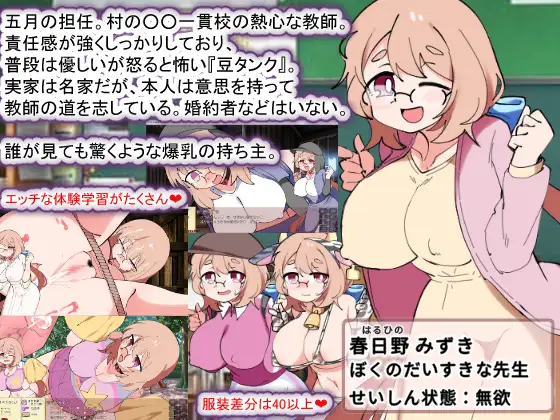 五月の担任。村の〇〇一貫校の熱心な教師。
責任感が強くしっかりしており、
普段は優しいが怒ると怖い『豆タンク』。
実家は名家だが、本人は意思を持って
教師の道を志している。婚約者などはいない。
誰が見ても驚くような爆乳の持ち主。
エッチな体験学習がたくさん❤
服装差分は40以上❤
はるひの
春日野 みずき
ぼくのだいすきな先生
せいしん状態：無欲